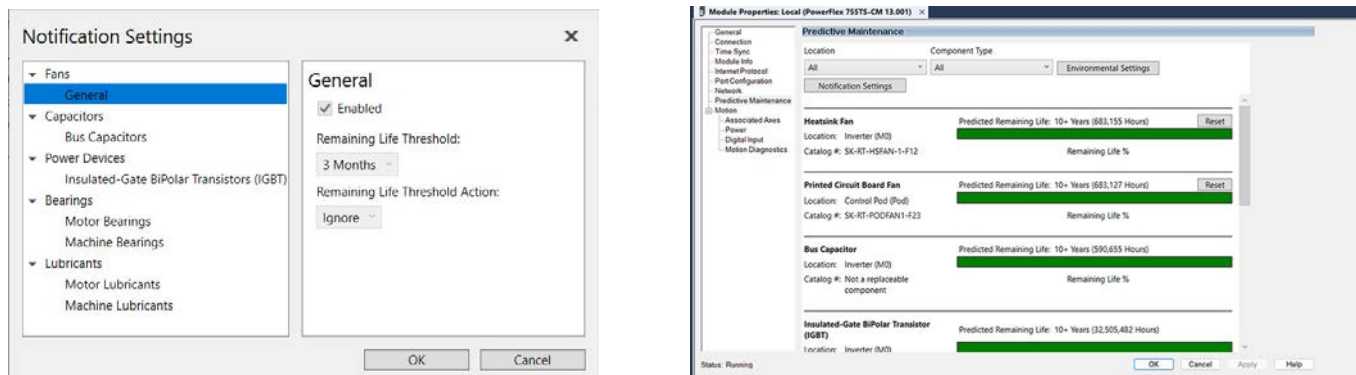 Notification Settings
Fans
General
Capacitors
Bus Capacitors
Power Devices
Insulated-Gate BiPolar Transistors (IGBT)
Bearings
Motor Bearings
Machine Bearings
Lubricants
Motor Lubricants
Machine Lubricants
General
Enabled
Remaining Life Threshold:
3 Months
Remaining Life Threshold Action:
Ignore
OK Cancel
Module Properties: Local (PowerFlex 755TS-CM 13.001) ×
General
Connection
Time Sync
Module Info
Internet Protocol
Port Configuration
Network
Predictive Maintenance
Motion
Associated Axes
Power
Digital Input
Motion Diagnostics
Predictive Maintenance
Location Component Type
All All Environmental Settings
Notification Settings
Heatsink Fan Predicted Remaining Life: 10+ Years (683,155 Hours) Reset
Location: Inverter (M0)
Catalog #: SK-RT-HSFAN-1-F12 Remaining Life %
Printed Circuit Board Fan Predicted Remaining Life: 10+ Years (683,127 Hours) Reset
Location: Control Pod (Pod)
Catalog #: SK-RT-PODFAN1-F23 Remaining Life %
Bus Capacitor Predicted Remaining Life: 10+ Years (590,655 Hours)
Location: Inverter (M0)
Catalog #: Not a replaceable Remaining Life %
component
Insulated-Gate BiPolar Transistor Predicted Remaining Life: 10+ Years (32,505,482 Hours)
(IGBT)
Location: Inverter (M0)
Status: Running OK Cancel Apply Help